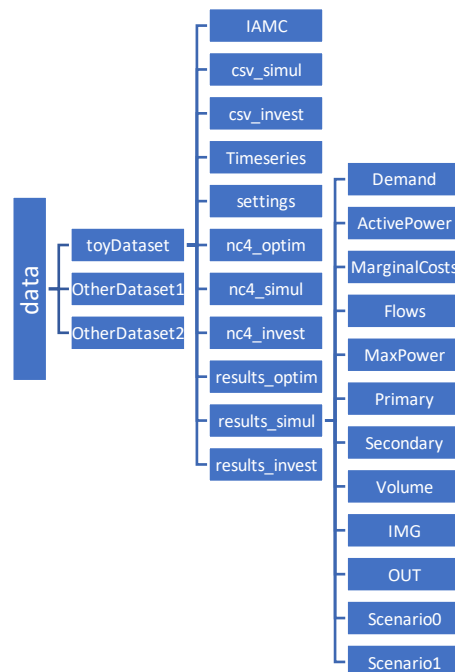 data
toyDataset
OtherDataset1
OtherDataset2
IAMC
csv_simul
csv_invest
Timeseries
settings
nc4_optim
nc4_simul
nc4_invest
results_optim
results_simul
results_invest
Demand
ActivePower
MarginalCosts
Flows
MaxPower
Primary
Secondary
Volume
IMG
OUT
Scenario0
Scenario1